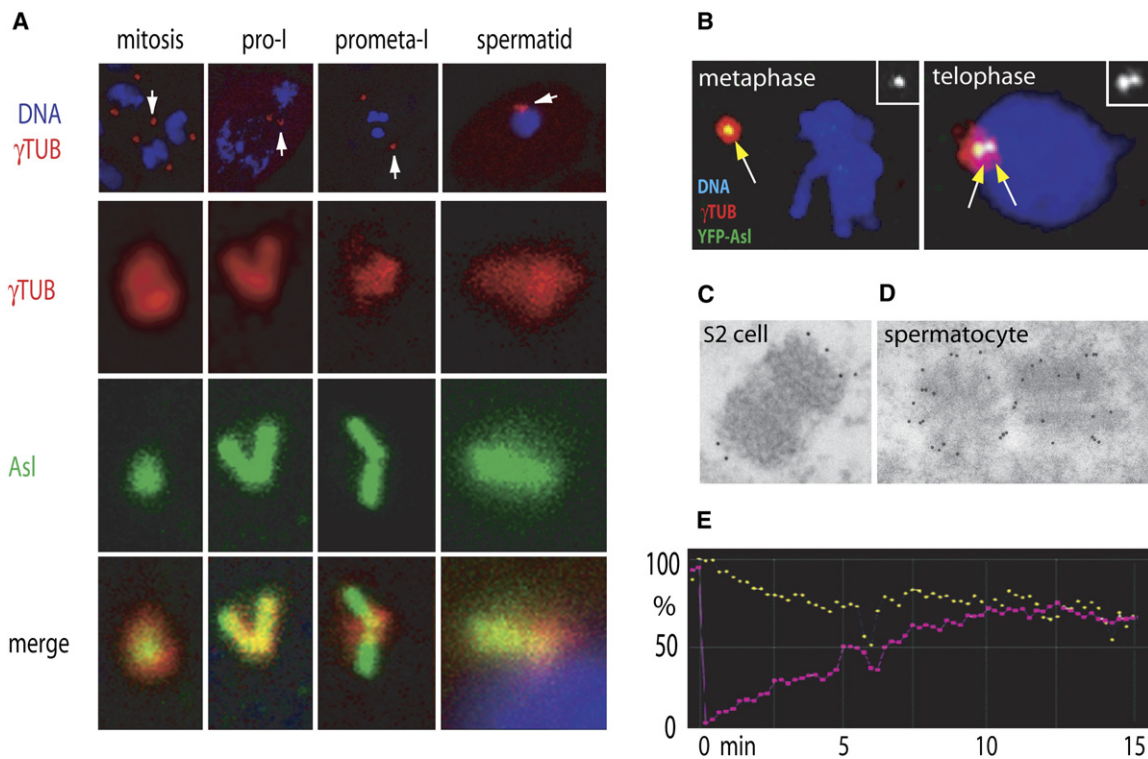 A
mitosis pro-I prometa-I spermatid
DNA
γTUB
γTUB
Asl
merge
B
metaphase telophase
DNA
γTUB
YFP-Asl
C D
S2 cell spermatocyte
E
100
%
50
0
0 min 5 10 15